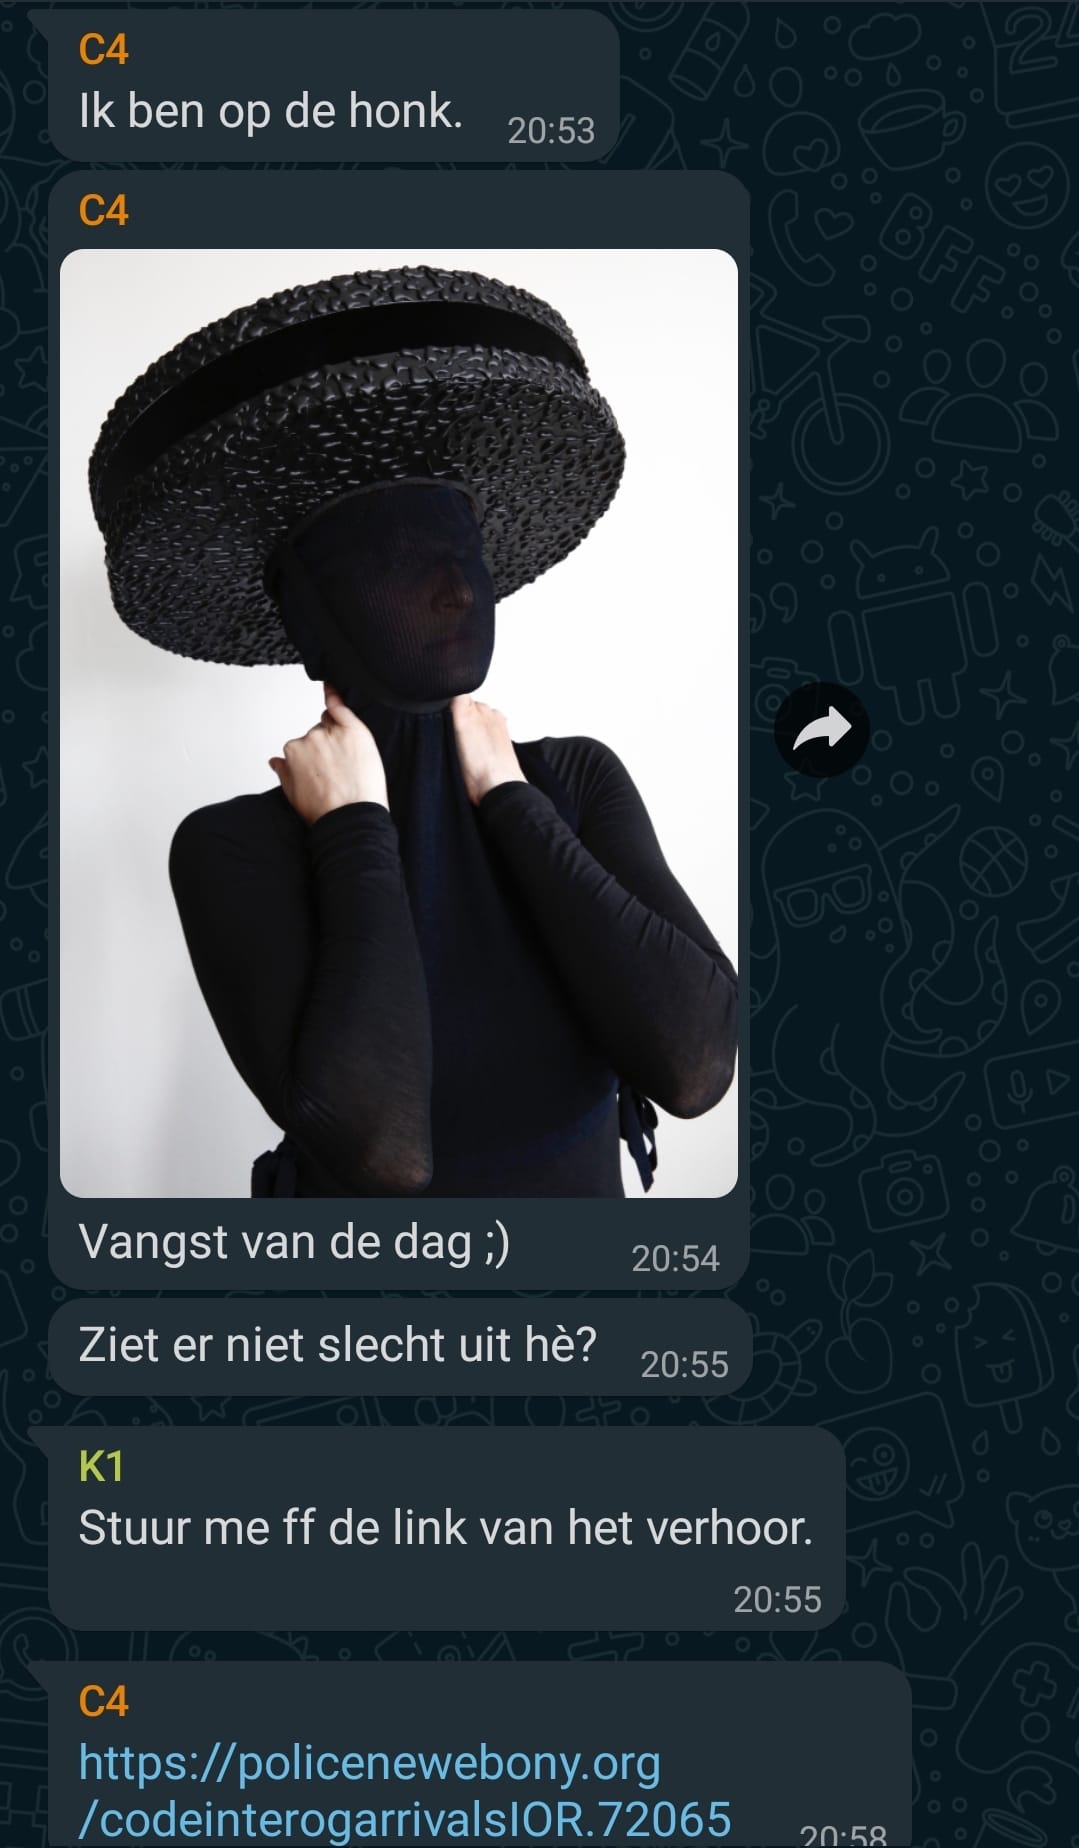 C4
Ik ben op de honk.
20:53
C4
Vangst van de dag ;)
20:54
Ziet er niet slecht uit hè?
20:55
K1
Stuur me ff de link van het verhoor.
20:55
C4
https://policenewebony.org
/codeinterogarrivalsIOR.72065
20:58